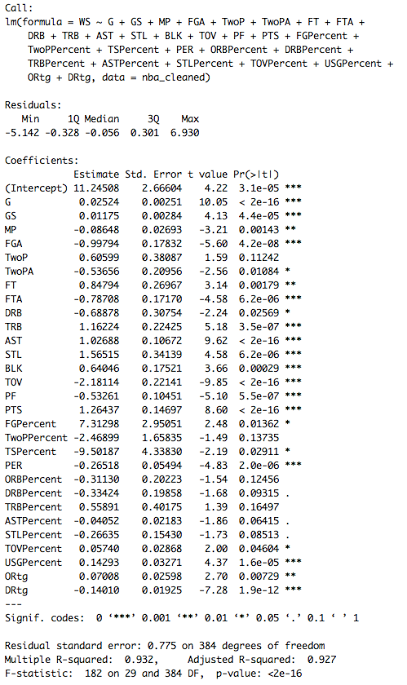 Call:
lm(formula = WS ~ G + GS + MP + FGA + TwoP + TwoPA + FT + FTA +
DRB + TRB + AST + STL + BLK + TOV + PF + PTS + FGPercent +
TwoPPercent + TSPercent + PER + ORBPercent + DRBPercent +
TRBPercent + ASTPercent + STLPercent + TOVPercent + USGPercent +
ORtg + DRtg, data = nba_cleaned)
Residuals:
Min 1Q Median 3Q Max
-5.142 -0.328 -0.056 0.301 6.930
Coefficients:
Estimate Std. Error t value Pr(>|t|)
(Intercept) 11.24508 2.66604 4.22 3.1e-05 ***
G 0.02524 0.00251 10.05 < 2e-16 ***
GS 0.01175 0.00284 4.13 4.4e-05 ***
MP -0.08648 0.02693 -3.21 0.00143 **
FGA -0.99794 0.17832 -5.60 4.2e-08 ***
TwoP 0.60599 0.38087 1.59 0.11242
TwoPA -0.53656 0.20956 -2.56 0.01084 *
FT 0.84794 0.26967 3.14 0.00179 **
FTA -0.78708 0.17170 -4.58 6.2e-06 ***
DRB -0.68878 0.30754 -2.24 0.02569 *
TRB 1.16224 0.22425 5.18 3.5e-07 ***
AST 1.02688 0.10672 9.62 < 2e-16 ***
STL 1.56515 0.34139 4.58 6.2e-06 ***
BLK 0.64046 0.17521 3.66 0.00029 ***
TOV -2.18114 0.22141 -9.85 < 2e-16 ***
PF -0.53261 0.10451 -5.10 5.5e-07 ***
PTS 1.26437 0.14697 8.60 < 2e-16 ***
FGPercent 7.31298 2.95051 2.48 0.01362 *
TwoPPercent -2.46899 1.65835 -1.49 0.13735
TSPercent -9.50187 4.33830 -2.19 0.02911 *
PER -0.26518 0.05494 -4.83 2.0e-06 ***
ORBPercent -0.31130 0.20223 -1.54 0.12456
DRBPercent -0.33424 0.19858 -1.68 0.09315 .
TRBPercent 0.55891 0.40175 1.39 0.16497
ASTPercent -0.04052 0.02183 -1.86 0.06415 .
STLPercent -0.26635 0.15430 -1.73 0.08513 .
TOVPercent 0.05740 0.02868 2.00 0.04604 *
USGPercent 0.14293 0.03271 4.37 1.6e-05 ***
ORtg 0.07008 0.02598 2.70 0.00729 **
DRtg -0.14010 0.01925 -7.28 1.9e-12 ***
---
Signif. codes: 0 ‘***’ 0.001 ‘**’ 0.01 ‘*’ 0.05 ‘.’ 0.1 ‘ ’ 1
Residual standard error: 0.775 on 384 degrees of freedom
Multiple R-squared: 0.932, Adjusted R-squared: 0.927
F-statistic: 182 on 29 and 384 DF, p-value: <2e-16